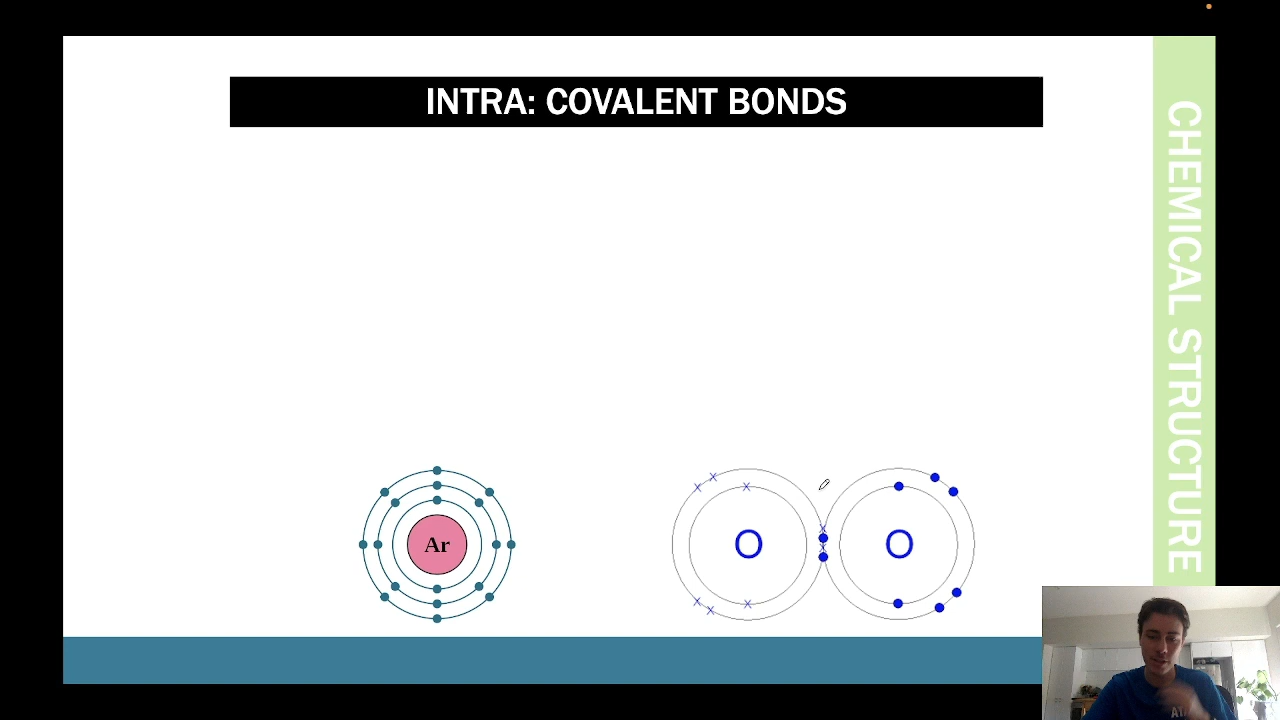 INTRA: COVALENT BONDS
CHEMICAL STRUCTURE
Ar
O
O